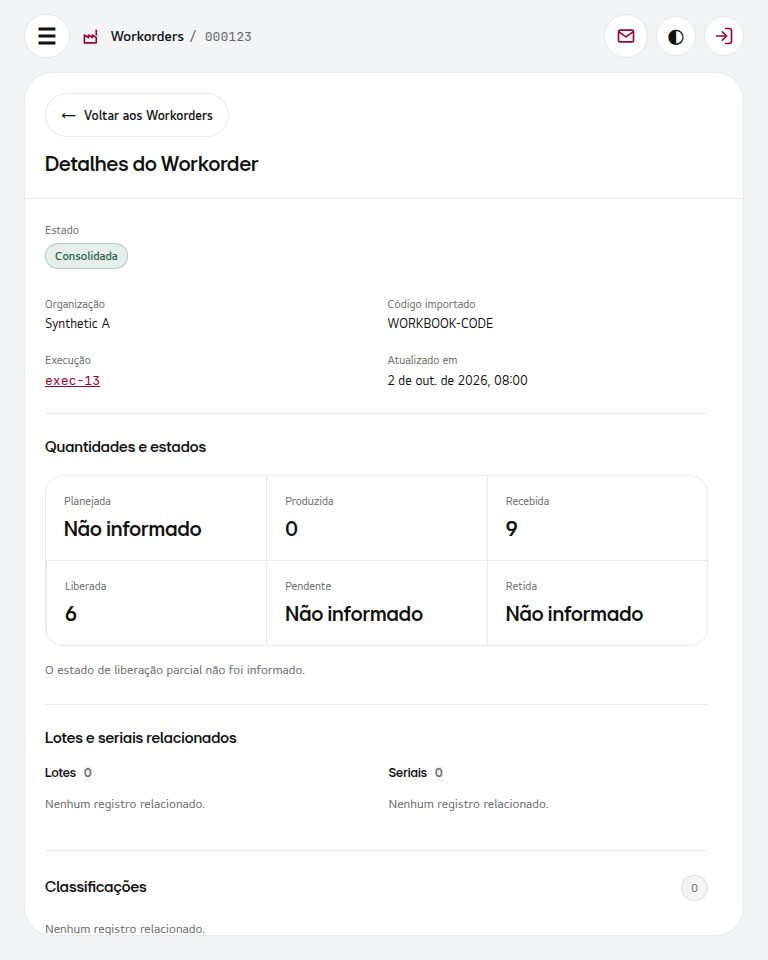 Workorders / 000123
← Voltar aos Workorders
Detalhes do Workorder
Estado
Consolidada
Organização
Código importado
Synthetic A
WORKBOOK-CODE
Execução
Atualizado em
exec-13
2 de out. de 2026, 08:00
Quantidades e estados
Planejada
Produzida
Recebida
Não informado
0
9
Liberada
Pendente
Retida
6
Não informado
Não informado
O estado de liberação parcial não foi informado.
Lotes e seriais relacionados
Lotes 0
Seriais 0
Nenhum registro relacionado.
Nenhum registro relacionado.
Classificações
0
Nenhum registro relacionado.